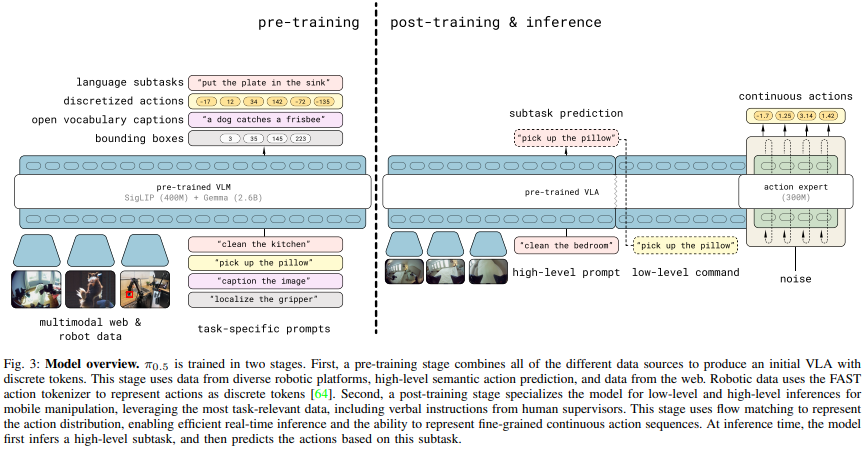 pre-training
post-training & inference
language subtasks
"put the plate in the sink"
discretized actions
-17 12 34 142 -72 -135
open vocabulary captions
"a dog catches a frisbee"
bounding boxes
3 35 145 223
pre-trained VLM
SigLIP (400M) + Gemma (2.6B)
"clean the kitchen"
"pick up the pillow"
"caption the image"
"localize the gripper"
multimodal web &
robot data
task-specific prompts
subtask prediction
"pick up the pillow"
continuous actions
-1.7 1.25 3.14 1.42
pre-trained VLA
action expert
(300M)
"clean the bedroom"
"pick up the pillow"
high-level prompt
low-level command
noise
Fig. 3: Model overview. π0.5 is trained in two stages. First, a pre-training stage combines all of the different data sources to produce an initial VLA with
discrete tokens. This stage uses data from diverse robotic platforms, high-level semantic action prediction, and data from the web. Robotic data uses the FAST
action tokenizer to represent actions as discrete tokens [64]. Second, a post-training stage specializes the model for low-level and high-level inferences for
mobile manipulation, leveraging the most task-relevant data, including verbal instructions from human supervisors. This stage uses flow matching to represent
the action distribution, enabling efficient real-time inference and the ability to represent fine-grained continuous action sequences. At inference time, the model
first infers a high-level subtask, and then predicts the actions based on this subtask.